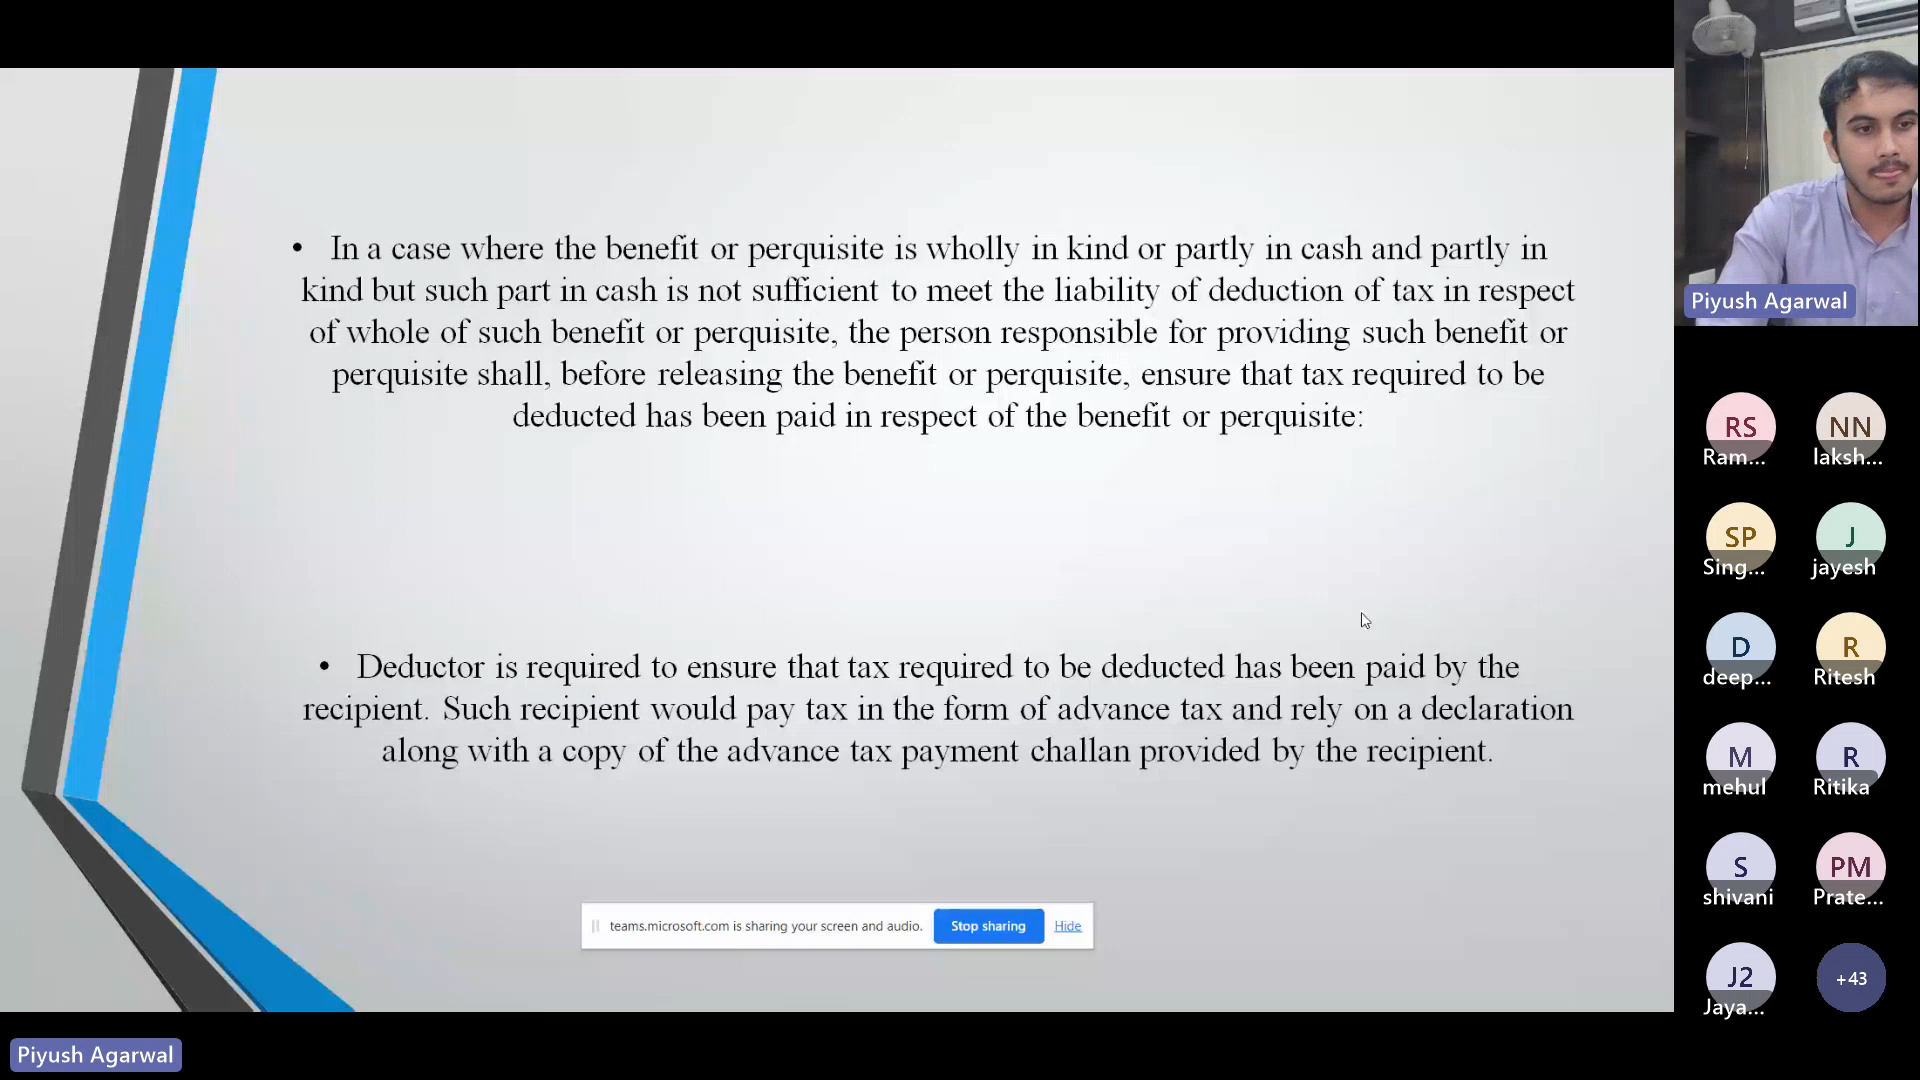 • In a case where the benefit or perquisite is wholly in kind or partly in cash and partly in
kind but such part in cash is not sufficient to meet the liability of deduction of tax in respect
of whole of such benefit or perquisite, the person responsible for providing such benefit or
perquisite shall, before releasing the benefit or perquisite, ensure that tax required to be
deducted has been paid in respect of the benefit or perquisite:
• Deductor is required to ensure that tax required to be deducted has been paid by the
recipient. Such recipient would pay tax in the form of advance tax and rely on a declaration
along with a copy of the advance tax payment challan provided by the recipient.
teams.microsoft.com is sharing your screen and audio. Stop sharing Hide
Piyush Agarwal
Piyush Agarwal
RS NN
Ram... laksh...
SP J
Sing... jayesh
D R
deep... Ritesh
M R
mehul Ritika
S PM
shivani Prate...
J2 +43
Jaya...